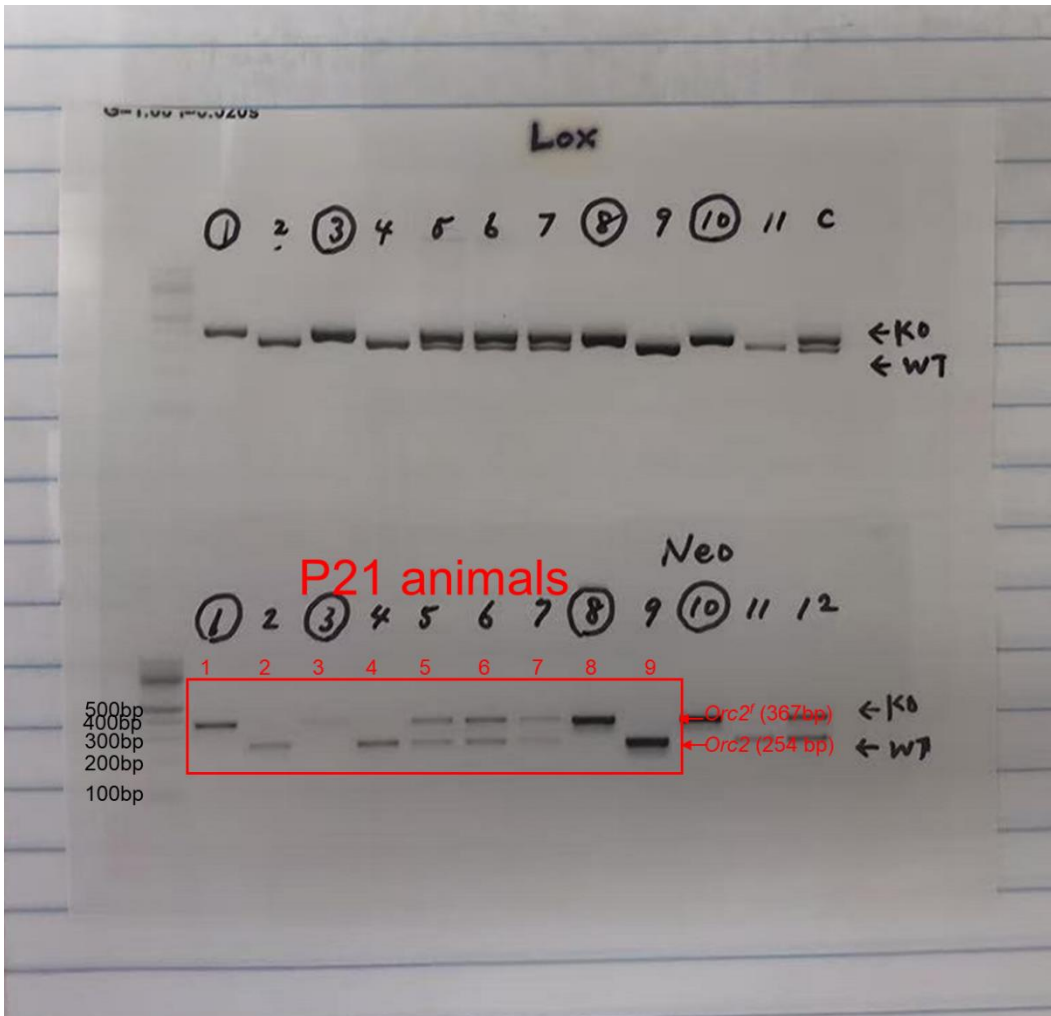 Lox
1 2 3 4 5 6 7 8 9 10 11 C
←KO
← WT
Neo
P21 animals
1 2 3 4 5 6 7 8 9 10 11 12
1 2 3 4 5 6 7 8 9
500bp
400bp
300bp
200bp
100bp
Orc2f (367bp)
Orc2 (254 bp)
←KO
← WT